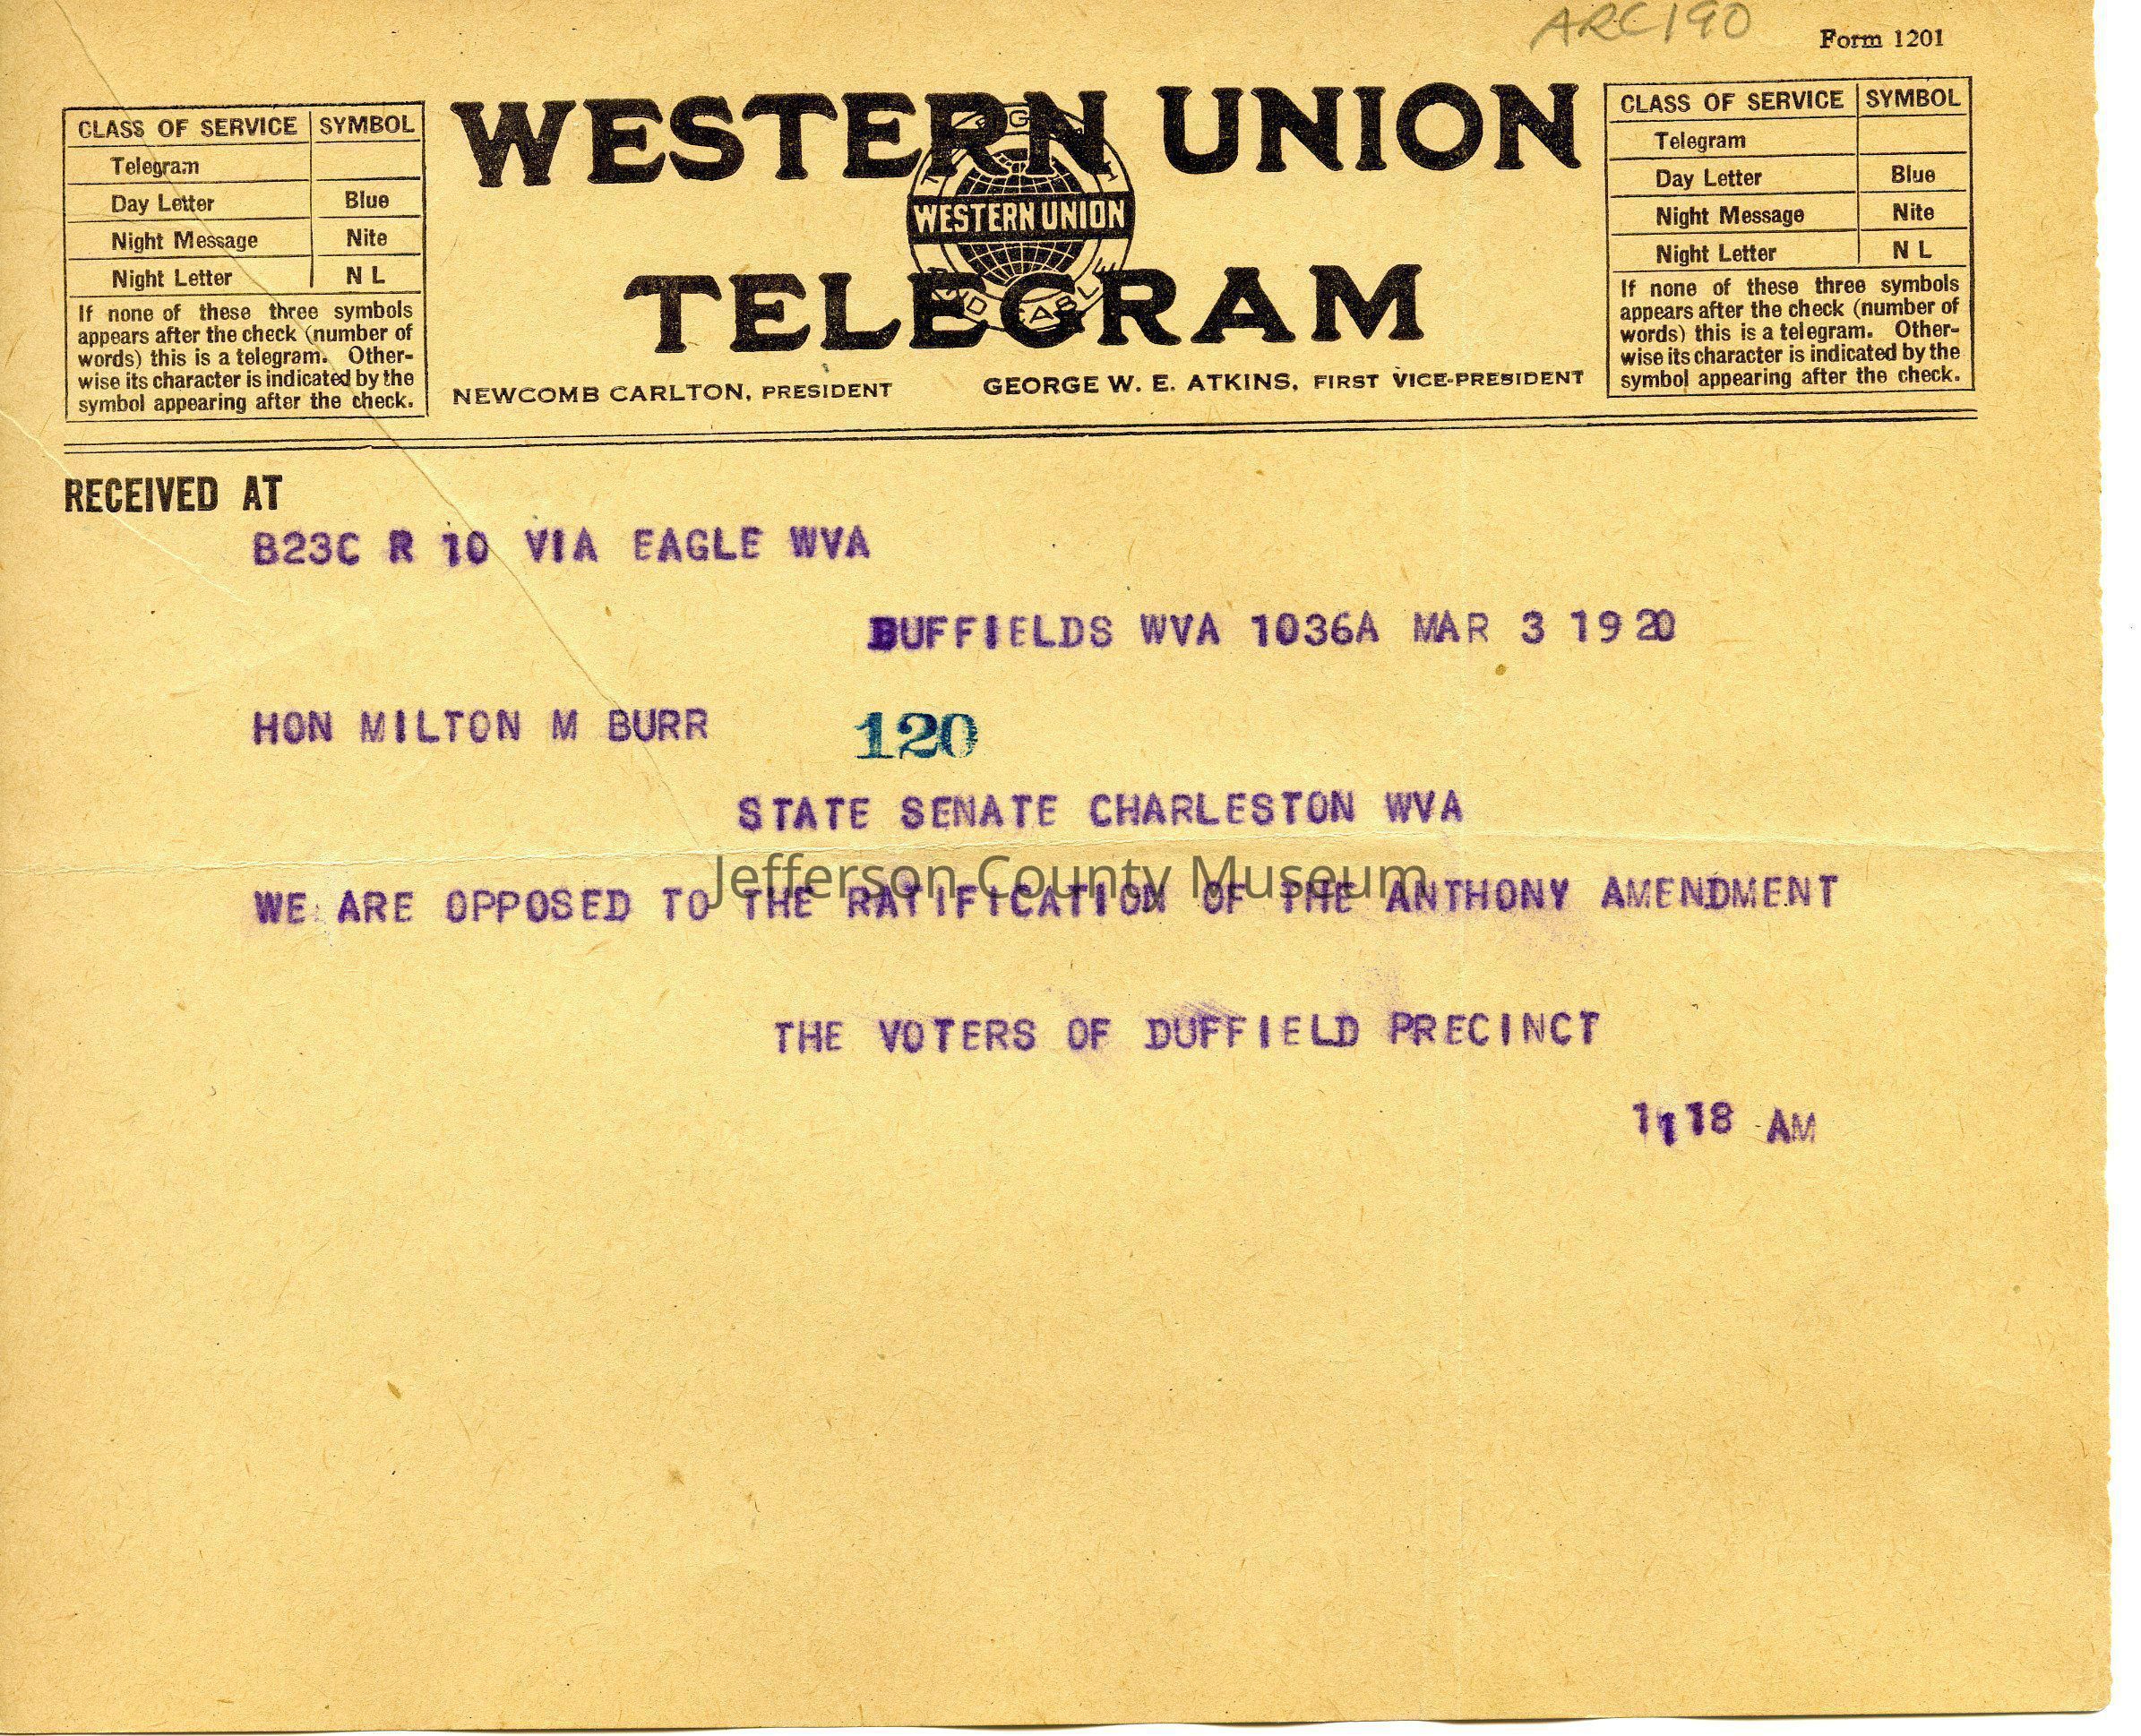 ARC190
Form 1201
CLASS OF SERVICE SYMBOL
Telegram
Day Letter Blue
Night Message Nite
Night Letter N L
If none of these three symbols
appears after the check (number of
words) this is a telegram. Other-
wise its character is indicated by the
symbol appearing after the check.
WESTERN UNION
WESTERN UNION
TELEGRAM
NEWCOMB CARLTON, PRESIDENT GEORGE W. E. ATKINS, FIRST VICE-PRESIDENT
CLASS OF SERVICE SYMBOL
Telegram
Day Letter Blue
Night Message Nite
Night Letter N L
If none of these three symbols
appears after the check (number of
words) this is a telegram. Other-
wise its character is indicated by the
symbol appearing after the check.
RECEIVED AT
B23C R 10 VIA EAGLE WVA
DUFFIELDS WVA 1036A MAR 3 1920
HON MILTON M BURR 120
STATE SENATE CHARLESTON WVA
Jefferson County Museum
WE ARE OPPOSED TO THE RATIFICATION OF THE ANTHONY AMENDMENT
THE VOTERS OF DUFFIELD PRECINCT
1118 AM